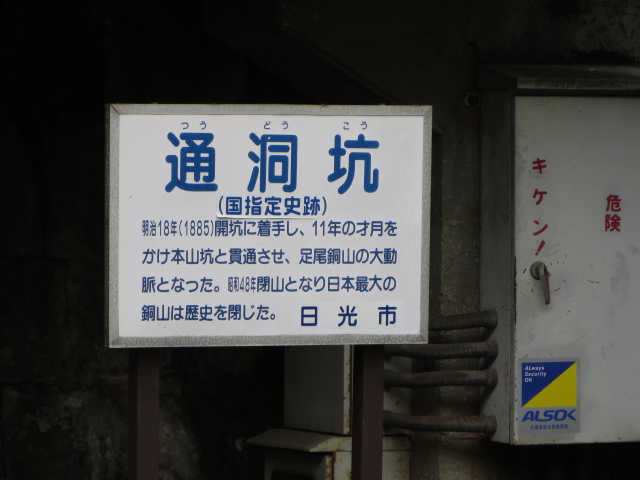 つう どう こう
通洞坑
(国指定史跡)
明治18年(1885)開坑に着手し、11年の才月を
かけ本山坑と貫通させ、足尾銅山の大動
脈となった。昭和48年閉山となり日本最大の
銅山は歴史を閉じた。 日光市
キケン!
危険
ALways
Security
OK
ALSOK